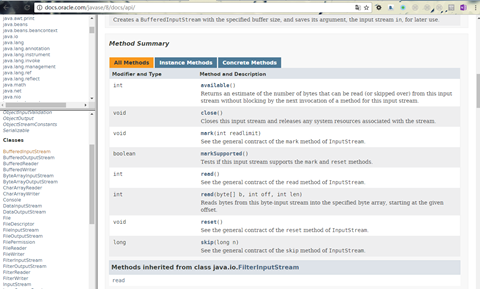 docs.oracle.com/javase/8/docs/api/
java.awt.print
java.beans
java.beans.beancontext
java.io
java.lang
java.lang.annotation
java.lang.instrument
java.lang.invoke
java.lang.management
java.lang.ref
java.lang.reflect
java.math
java.net
java.nio
ObjectInputValidation
ObjectOutput
ObjectStreamConstants
Serializable
Classes
BufferedInputStream
BufferedOutputStream
BufferedReader
BufferedWriter
ByteArrayInputStream
ByteArrayOutputStream
CharArrayReader
CharArrayWriter
Console
DataInputStream
DataOutputStream
File
FileDescriptor
FileInputStream
FileOutputStream
FilePermission
FileReader
FileWriter
FilterInputStream
FilterOutputStream
FilterReader
FilterWriter
InputStream
Creates a BufferedInputStream with the specified buffer size, and saves its argument, the input stream in, for later use.
Method Summary
All Methods Instance Methods Concrete Methods
Modifier and Type Method and Description
int available()
Returns an estimate of the number of bytes that can be read (or skipped over) from this
input stream without blocking by the next invocation of a method for this input stream.
void close()
Closes this input stream and releases any system resources associated with the stream.
void mark(int readlimit)
See the general contract of the mark method of InputStream.
boolean markSupported()
Tests if this input stream supports the mark and reset methods.
int read()
See the general contract of the read method of InputStream.
int read(byte[] b, int off, int len)
Reads bytes from this byte-input stream into the specified byte array, starting at the given
offset.
void reset()
See the general contract of the reset method of InputStream.
long skip(long n)
See the general contract of the skip method of InputStream.
Methods inherited from class java.io.FilterInputStream
read